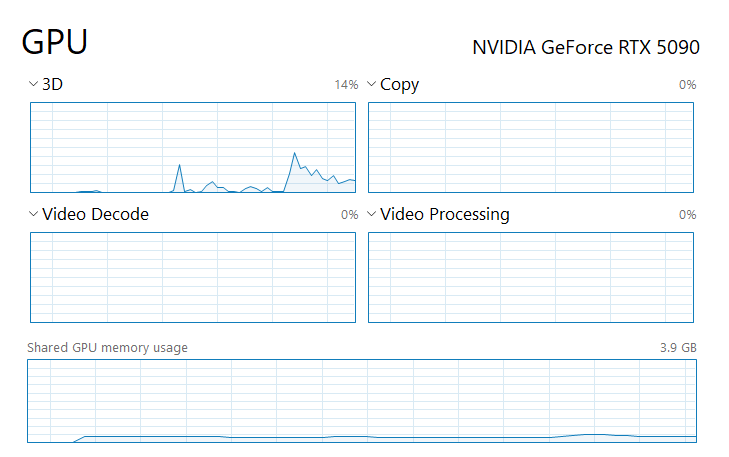 GPU NVIDIA GeForce RTX 5090
3D 14% Copy 0%
Video Decode 0% Video Processing 0%
Shared GPU memory usage 3.9 GB